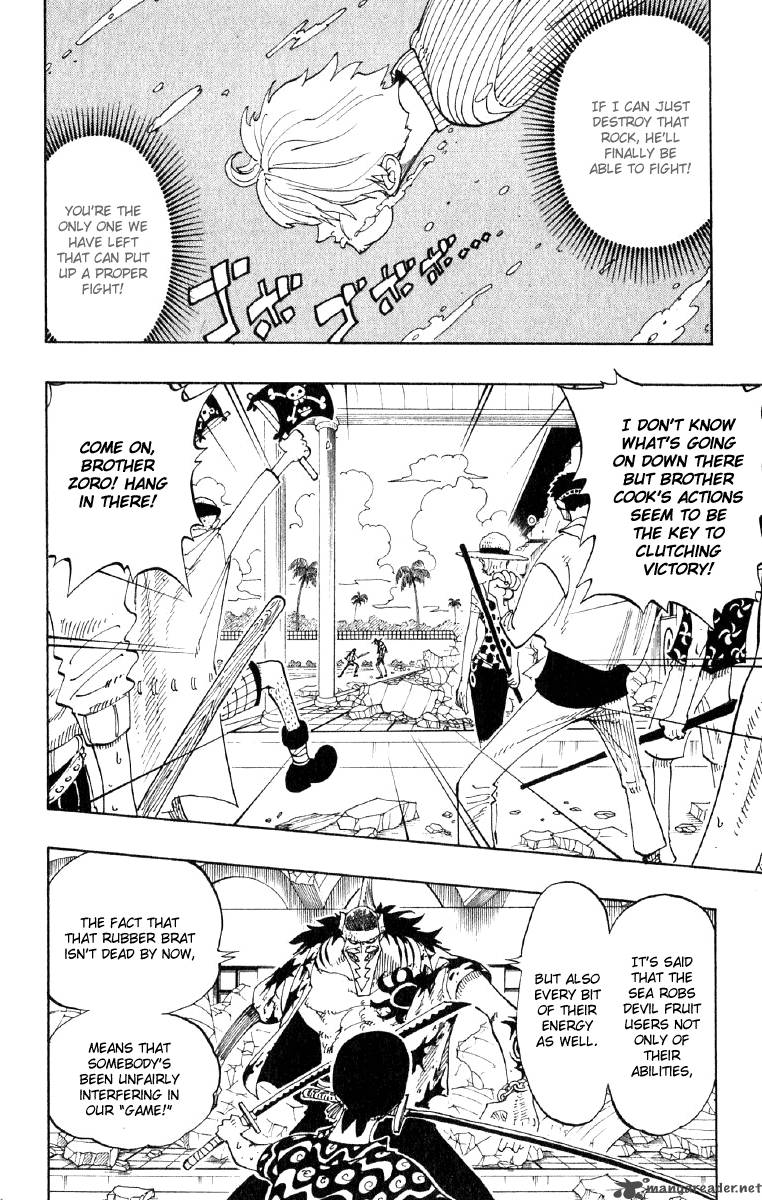 IF I CAN JUST
DESTROY THAT
ROCK, HE'LL
FINALLY BE
ABLE TO FIGHT!
YOU'RE THE
ONLY ONE WE
HAVE LEFT
THAT CAN PUT
UP A PROPER
FIGHT!
ゴボゴボボ...
I DON'T KNOW
WHAT'S GOING
ON DOWN THERE
BUT BROTHER
COOK'S ACTIONS
SEEM TO BE
THE KEY TO
CLUTCHING
VICTORY!
COME ON,
BROTHER
ZORO! HANG
IN THERE!
IT'S SAID
THAT THE
SEA ROBS
DEVIL FRUIT
USERS NOT
ONLY OF
THEIR
ABILITIES,
BUT ALSO
EVERY BIT
OF THEIR
ENERGY
AS WELL.
THE FACT THAT
THAT RUBBER BRAT
ISN'T DEAD BY NOW,
MEANS THAT
SOMEBODY'S
BEEN UNFAIRLY
INTERFERING IN
OUR "GAME!"
mangareader.net